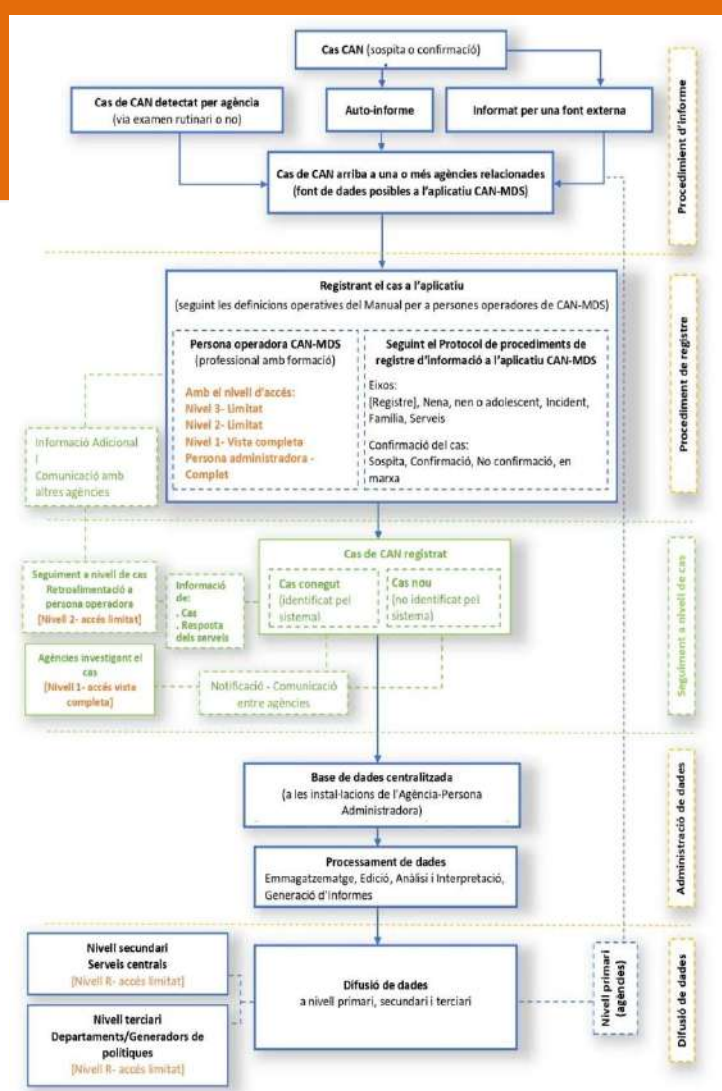 Cas CAN (sospita o confirmació)
Cas de CAN detectat per agència
(via examen rutinari o no)
Auto-informe
Informat per una font externa
Cas de CAN arriba a una o més agències relacionades
(font de dades posibles a l'aplicatiu CAN-MDS)
Procedimient d'informe
Registrant el cas a l'aplicatiu
(seguint les definicions operatives del Manual per a persones operadores de CAN-MDS)
Persona operadora CAN-MDS
(professional amb formació)
Amb el nivell d'accés:
Nivel 3- Limitat
Nivel 2- Limitat
Nivel 1- Vista completa
Persona administradora -
Complet
Seguint el Protocol de procediments de
registre d'informació a l'aplicatiu CAN-MDS
Eixos:
[Registre], Nena, nen o adolescent, Incident,
Família, Serveis
Confirmació del cas:
Sospita, Confirmació, No confirmació, en
marxa
Procediment de registre
Informació Adicional
I
Comunicació amb
altres agències
Cas de CAN registrat
Cas conegut
(identificat pel
sistema)
Cas nou
(no identificat pel
sistema)
Seguiment a nivell de cas
Retroalimentació a
persona operadora
[Nivell 2- accés limitat]
Informació
de:
. Cas
. Resposta
dels serveis
Agències investigant el
cas
[Nivell 1- accés vista
completa]
Notificació - Comunicació
entre agències
Seguiment a nivell de cas
Base de dades centralitzada
(a les instal·lacions de l'Agència-Persona
Administradora)
Processament de dades
Emmagatzematge, Edició, Anàlisi i Interpretació,
Generació d'Informes
Administració de dades
Nivell secundari
Serveis centrals
[Nivell R- accés limitat]
Nivell terciari
Departaments/Generadors de
polítiques
[Nivell R- accés limitat]
Difusió de dades
a nivell primari, secundari i terciari
Nivell primari
(agències)
Difusió de dades